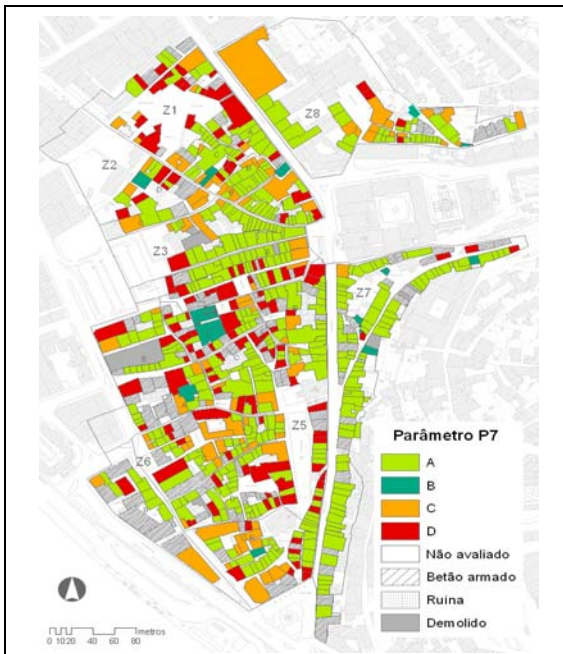 Z1
Z8
Z2
Z3
Z7
Z5
Z6
Parâmetro P7
A
B
C
D
Não avaliado
Betão armado
Ruína
Demolido
0 10 20 40 60 80 metros